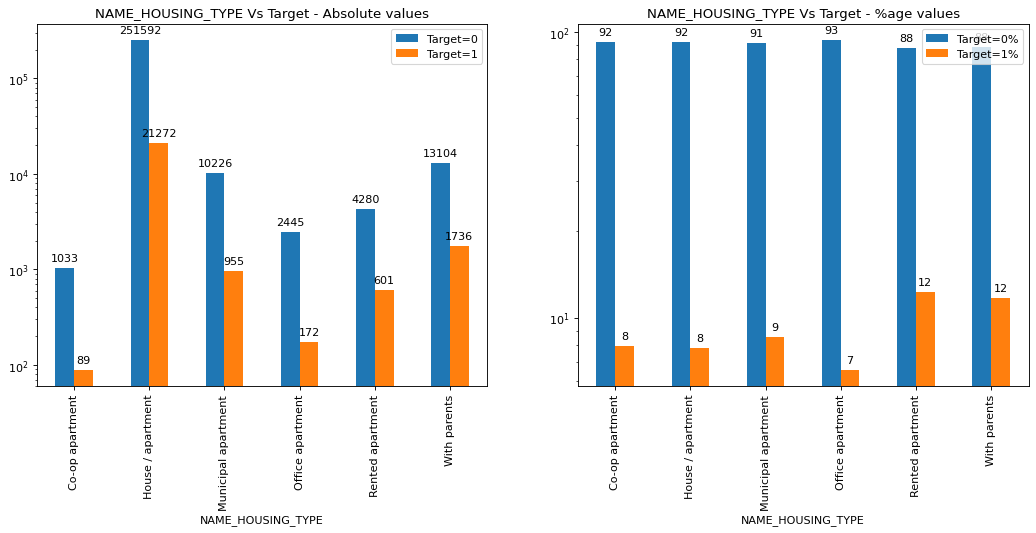 NAME_HOUSING_TYPE Vs Target - Absolute values
251592
Target=0
Target=1
10^5
21272
10226
13104
10^4
4280
2445
1736
1033
955
601
10^3
172
89
10^2
Co-op apartment
House / apartment
Municipal apartment
Office apartment
Rented apartment
With parents
NAME_HOUSING_TYPE
NAME_HOUSING_TYPE Vs Target - %age values
10^2
92
92
91
93
88
Target=0%
Target=1%
12
12
10^1
8
8
9
7
Co-op apartment
House / apartment
Municipal apartment
Office apartment
Rented apartment
With parents
NAME_HOUSING_TYPE